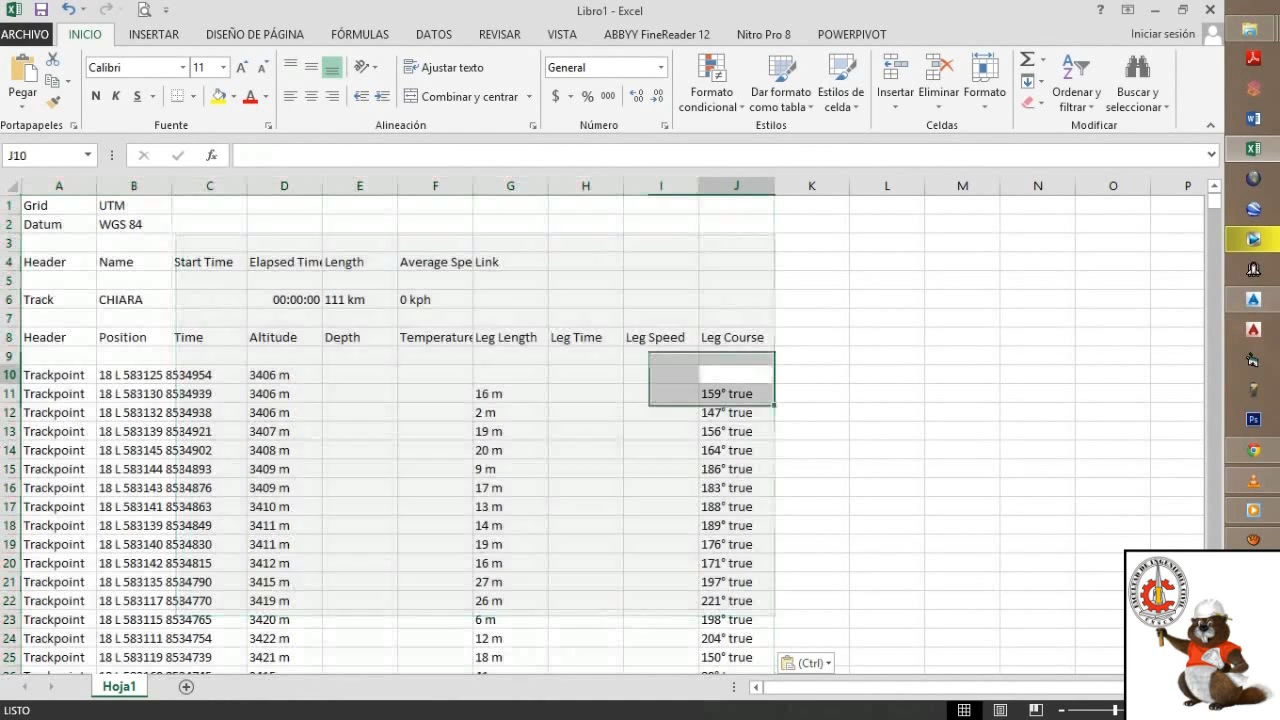 Libro1 - Excel
?
ARCHIVO INICIO INSERTAR DISEÑO DE PÁGINA FÓRMULAS DATOS REVISAR VISTA ABBYY FineReader 12 Nitro Pro 8 POWERPIVOT Iniciar sesión
Pegar Calibri 11 Ajustar texto General
N K S Combinar y centrar $ % 000
Formato condicional Dar formato como tabla Estilos de celda Insertar Eliminar Formato Ordenar y filtrar Buscar y seleccionar
Portapapeles Fuente Alineación Número Estilos Celdas Modificar
J10 fx
A B C D E F G H I J K L M N O P
1 Grid UTM
2 Datum WGS 84
3
4 Header Name Start Time Elapsed Time Length Average Spe Link
5
6 Track CHIARA 00:00:00 111 km 0 kph
7
8 Header Position Time Altitude Depth Temperature Leg Length Leg Time Leg Speed Leg Course
9
10 Trackpoint 18 L 583125 8534954 3406 m
11 Trackpoint 18 L 583130 8534939 3406 m 16 m 159° true
12 Trackpoint 18 L 583132 8534938 3406 m 2 m 147° true
13 Trackpoint 18 L 583139 8534921 3407 m 19 m 156° true
14 Trackpoint 18 L 583145 8534902 3408 m 20 m 164° true
15 Trackpoint 18 L 583144 8534893 3409 m 9 m 186° true
16 Trackpoint 18 L 583143 8534876 3409 m 17 m 183° true
17 Trackpoint 18 L 583141 8534863 3410 m 13 m 188° true
18 Trackpoint 18 L 583139 8534849 3411 m 14 m 189° true
19 Trackpoint 18 L 583140 8534830 3411 m 19 m 176° true
20 Trackpoint 18 L 583142 8534815 3412 m 16 m 171° true
21 Trackpoint 18 L 583135 8534790 3415 m 27 m 197° true
22 Trackpoint 18 L 583117 8534770 3419 m 26 m 221° true
23 Trackpoint 18 L 583115 8534765 3420 m 6 m 198° true
24 Trackpoint 18 L 583111 8534754 3422 m 12 m 204° true
25 Trackpoint 18 L 583119 8534739 3421 m 18 m 150° true
(Ctrl)
Hoja1
LISTO